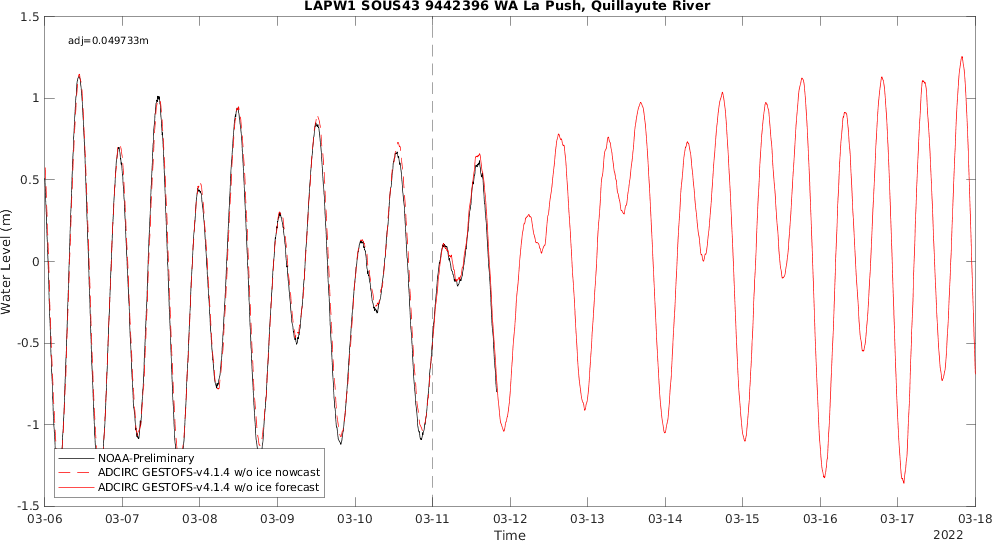 LAPW1 SOUS43 9442396 WA La Push, Quillayute River
adj=0.049733m
1.5
1
0.5
0
-0.5
-1
-1.5
Water Level (m)
NOAA-Preliminary
ADCIRC GESTOFS-v4.1.4 w/o ice nowcast
ADCIRC GESTOFS-v4.1.4 w/o ice forecast
03-06 03-07 03-08 03-09 03-10 03-11 03-12 03-13 03-14 03-15 03-16 03-17 03-18
Time
2022